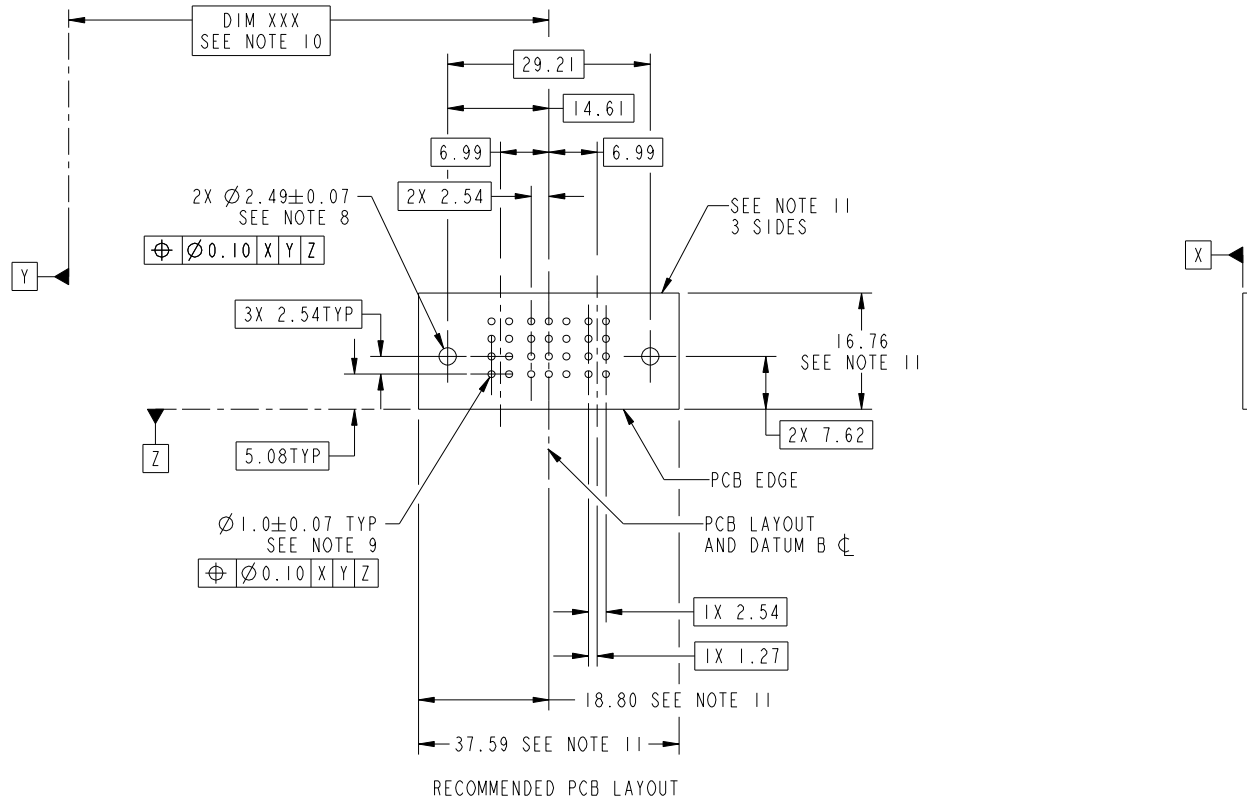 DIM XXX
SEE NOTE 10
29.21
14.61
6.99
6.99
2X Ø2.49±0.07
SEE NOTE 8
2X 2.54
SEE NOTE 11
3 SIDES
⌖ Ø0.10 X Y Z
Y
X
3X 2.54TYP
16.76
SEE NOTE 11
Z
5.08TYP
2X 7.62
PCB EDGE
Ø1.0±0.07 TYP
SEE NOTE 9
PCB LAYOUT
AND DATUM B ℄
⌖ Ø0.10 X Y Z
1X 2.54
1X 1.27
18.80 SEE NOTE 11
37.59 SEE NOTE 11
RECOMMENDED PCB LAYOUT